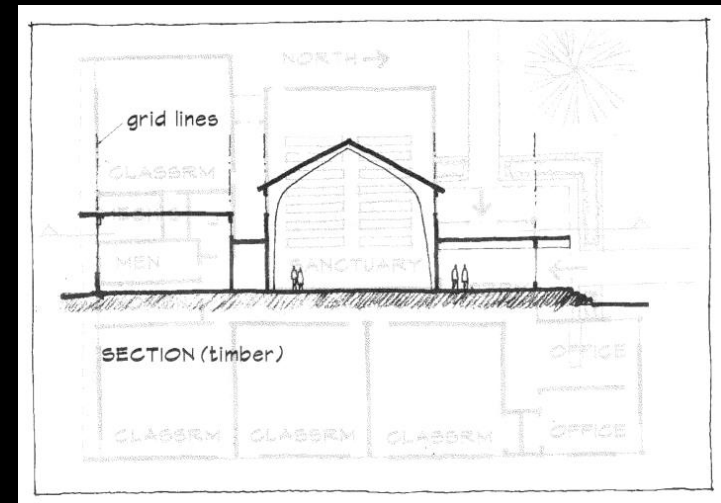 NORTH
grid lines
CLASSRM
MEN
SANCTUARY
SECTION (timber)
OFFICE
CLASSRM CLASSRM CLASSRM OFFICE